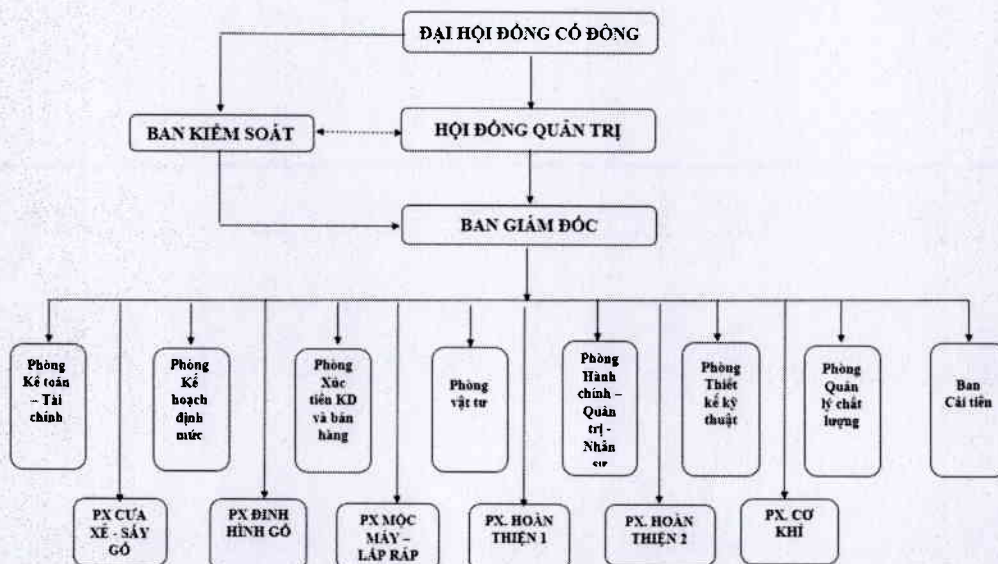 ĐẠI HỘI ĐỒNG CỔ ĐÔNG
BAN KIỂM SOÁT
HỘI ĐỒNG QUẢN TRỊ
BAN GIÁM ĐỐC
Phòng
Kế toán
– Tài
chính
Phòng
Kế
hoạch
định
mức
Phòng
Xúc
tiến KD
và bán
hàng
Phòng
vật tư
Phòng
Hành
chính –
Quản
trị -
Nhân
sự
Phòng
Thiết
kế kỹ
thuật
Phòng
Quản
lý chất
lượng
Ban
Cải tiến
PX CƯA
XẺ - SẤY
GỖ
PX ĐỊNH
HÌNH GỖ
PX MỘC
MÁY –
LẮP RÁP
PX. HOÀN
THIỆN 1
PX. HOÀN
THIỆN 2
PX. CƠ
KHÍ